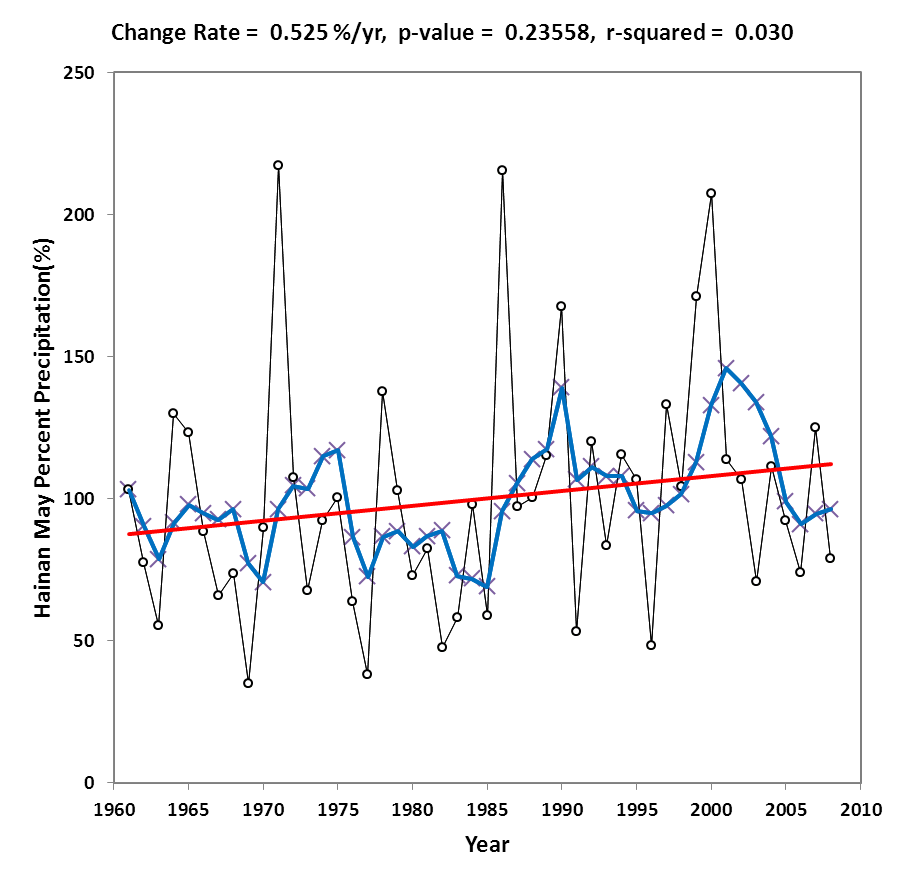 Change Rate = 0.525 %/yr, p-value = 0.23558, r-squared = 0.030
250
200
150
100
50
0
Hainan May Percent Precipitation(%)
1960 1965 1970 1975 1980 1985 1990 1995 2000 2005 2010
Year